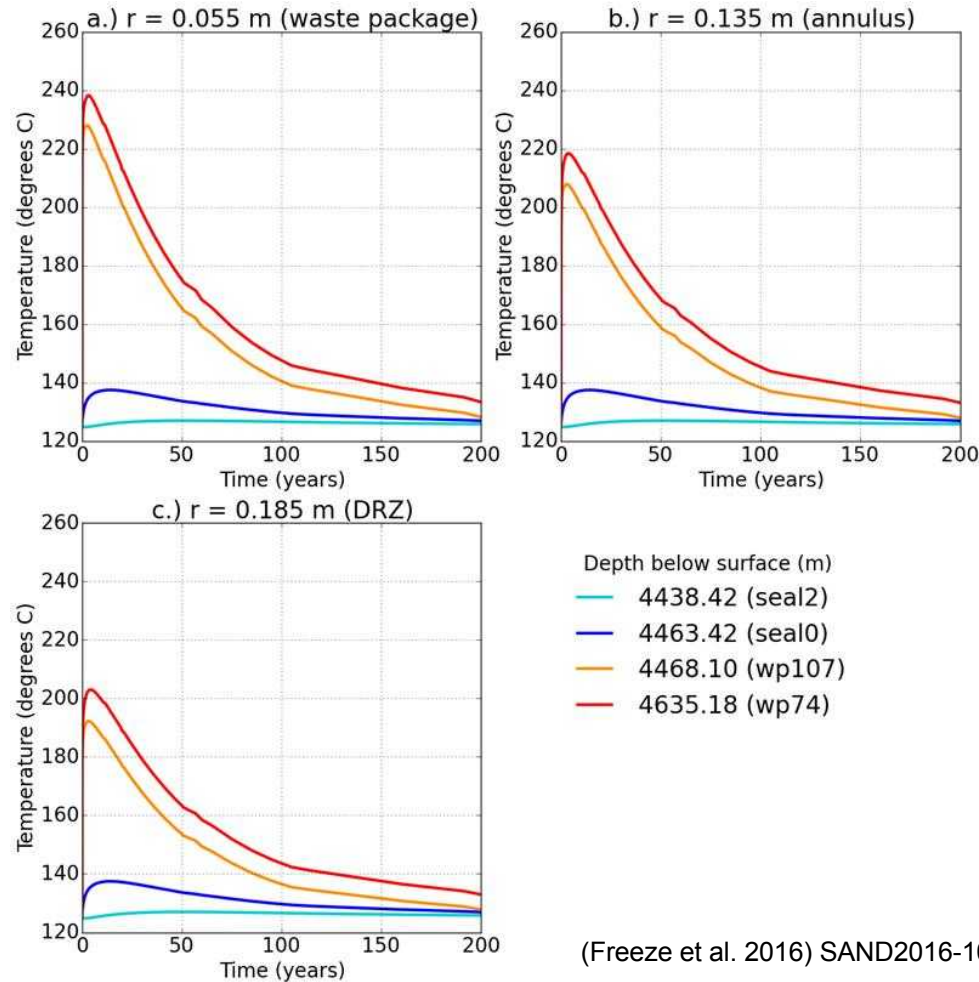 a.) r = 0.055 m (waste package)
260
240
220
200
180
160
140
120
Temperature (degrees C)
0
50
100
150
200
Time (years)
b.) r = 0.135 m (annulus)
260
240
220
200
180
160
140
120
Temperature (degrees C)
0
50
100
150
200
Time (years)
c.) r = 0.185 m (DRZ)
260
240
220
200
180
160
140
120
Temperature (degrees C)
0
50
100
150
200
Time (years)
Depth below surface (m)
4438.42 (seal2)
4463.42 (seal0)
4468.10 (wp107)
4635.18 (wp74)
(Freeze et al. 2016)